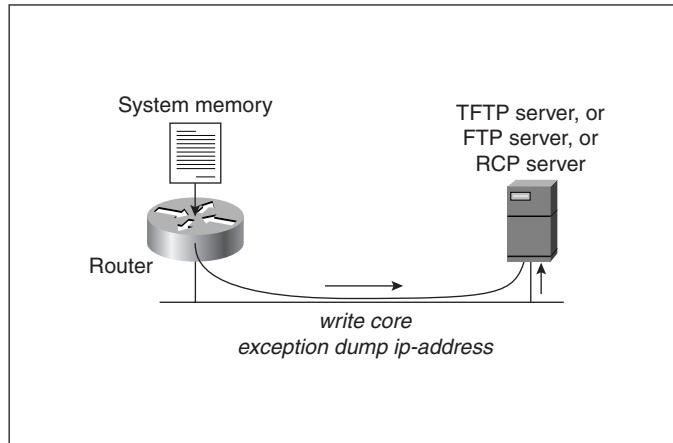 System memory
TFTP server, or
FTP server, or
RCP server
Router
write core
exception dump ip-address